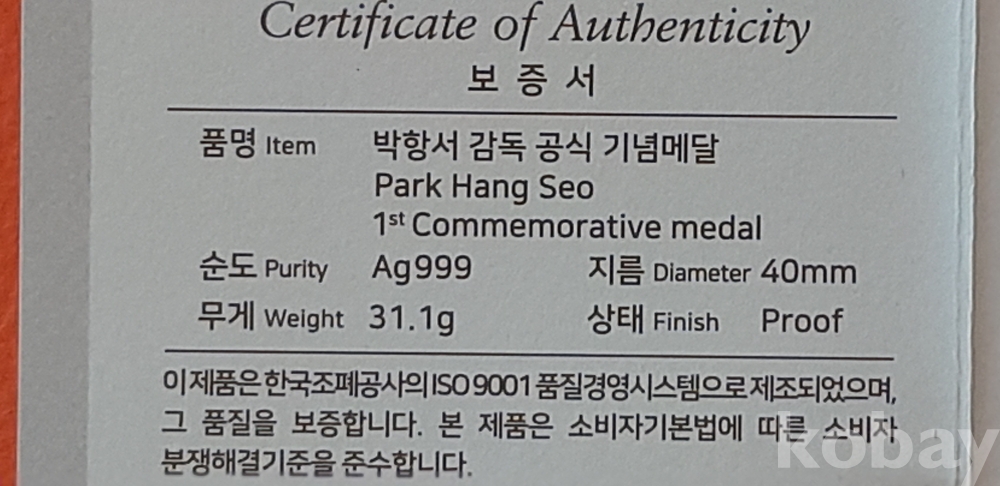 Certificate of Authenticity
보 증 서
품명 Item 박항서 감독 공식 기념메달
Park Hang Seo
1st Commemorative medal
순도 Purity Ag999 지름 Diameter 40mm
무게 Weight 31.1g 상태 Finish Proof
이 제품은 한국조폐공사의 ISO 9001 품질경영시스템으로 제조되었으며,
그 품질을 보증합니다. 본 제품은 소비자기본법에 따른 소비자
분쟁해결기준을 준수합니다.
kobay